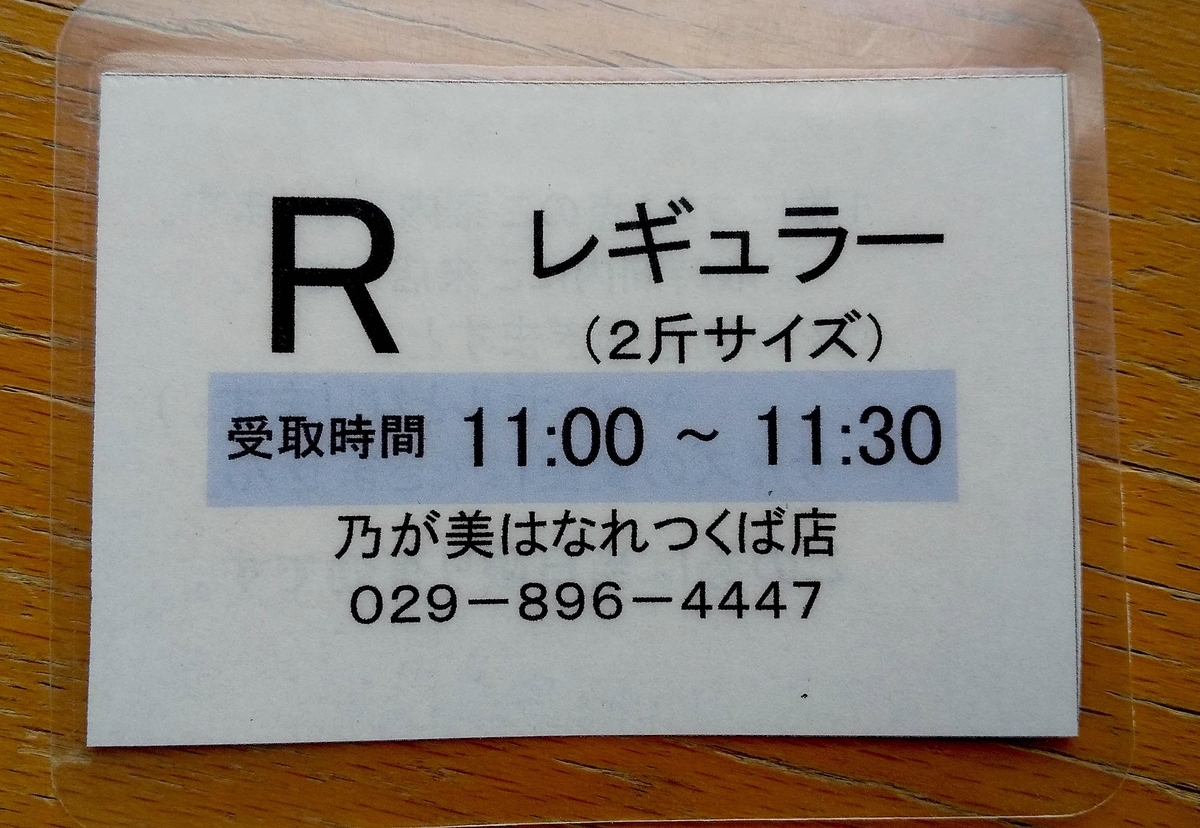 R レギュラー
（2斤サイズ）
受取時間 11:00 ～ 11:30
乃が美はなれつくば店
029－896－4447